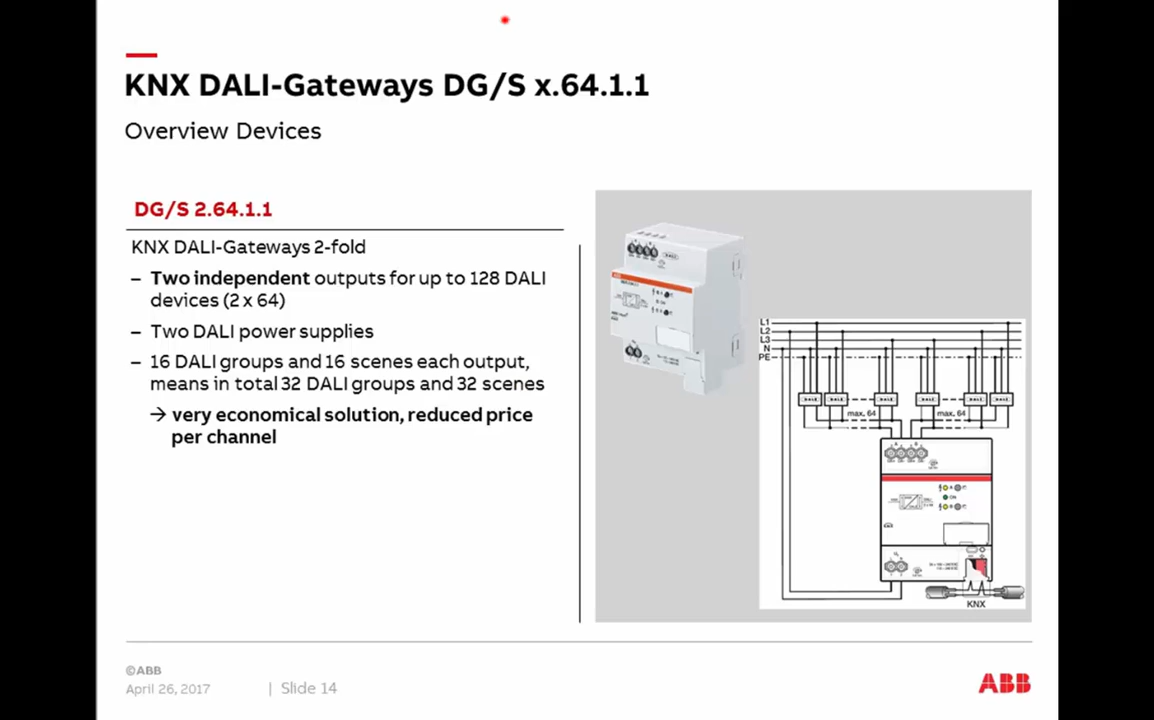 KNX DALI-Gateways DG/S x.64.1.1
Overview Devices
DG/S 2.64.1.1
KNX DALI-Gateways 2-fold
– Two independent outputs for up to 128 DALI
devices (2 x 64)
– Two DALI power supplies
– 16 DALI groups and 16 scenes each output,
means in total 32 DALI groups and 32 scenes
→ very economical solution, reduced price
per channel
L1
L2
L3
N
PE
max. 64
max. 64
ON
KNX
©ABB
April 26, 2017
| Slide 14
ABB